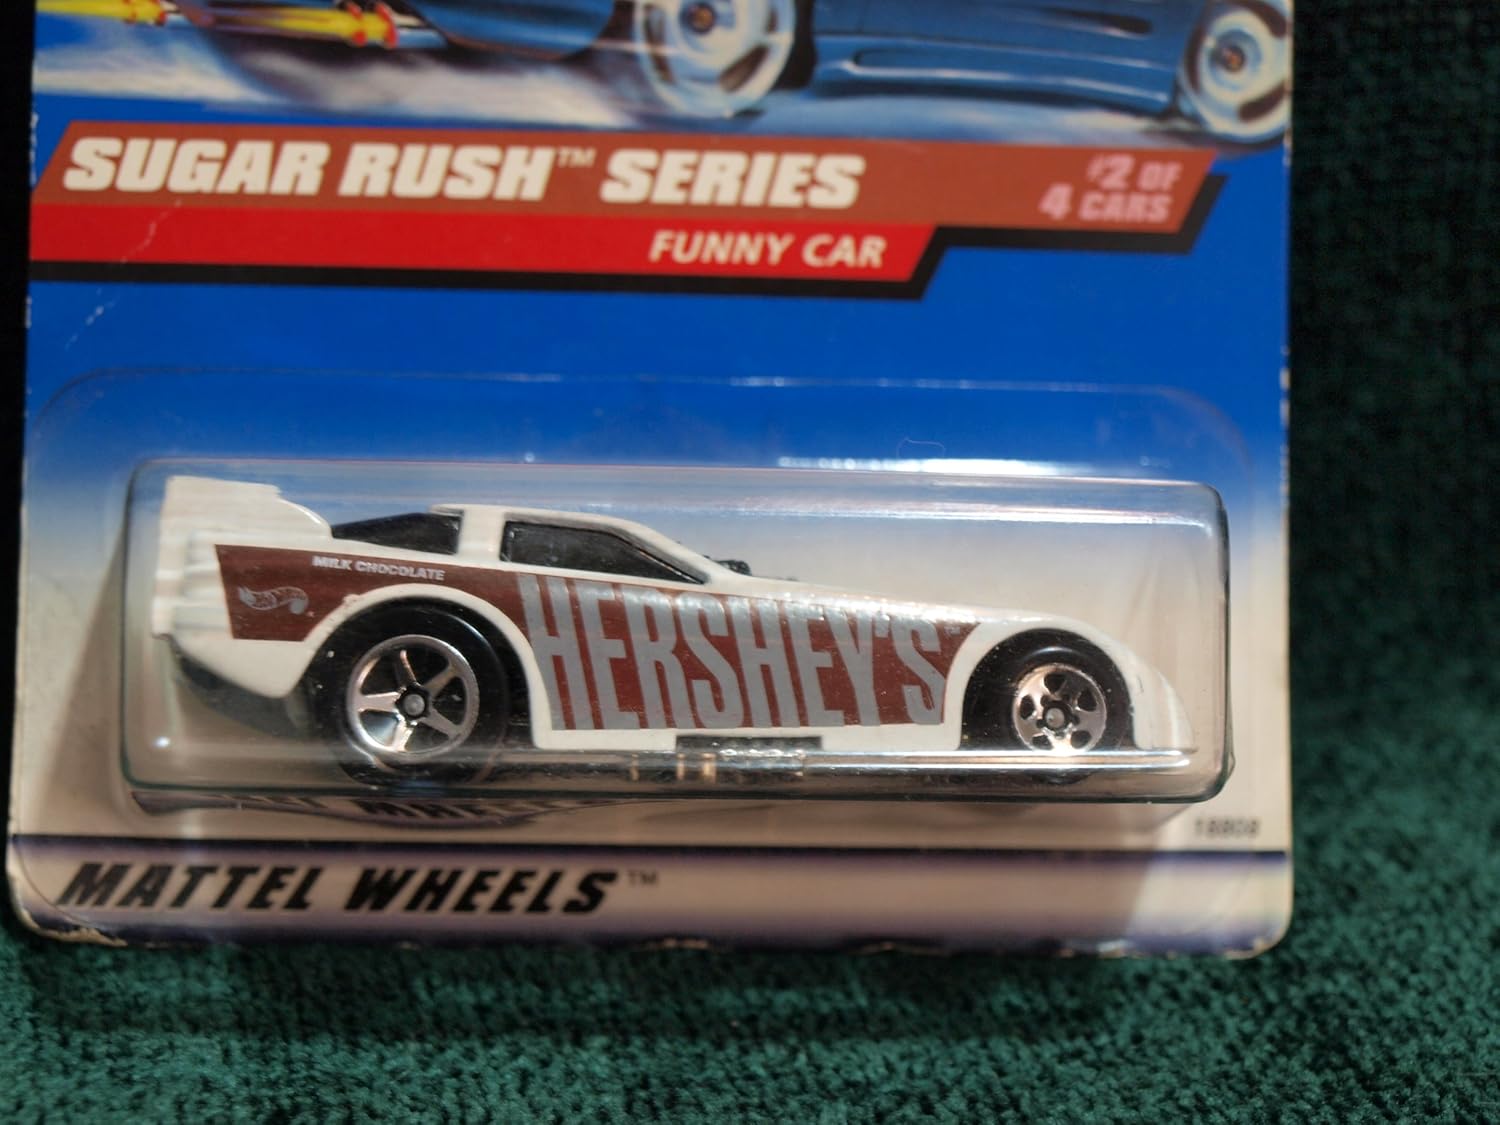 SUGAR RUSH™ SERIES
#2 OF
4 CARS
FUNNY CAR
MILK CHOCOLATE
HERSHEY'S
18808
MATTEL WHEELS™